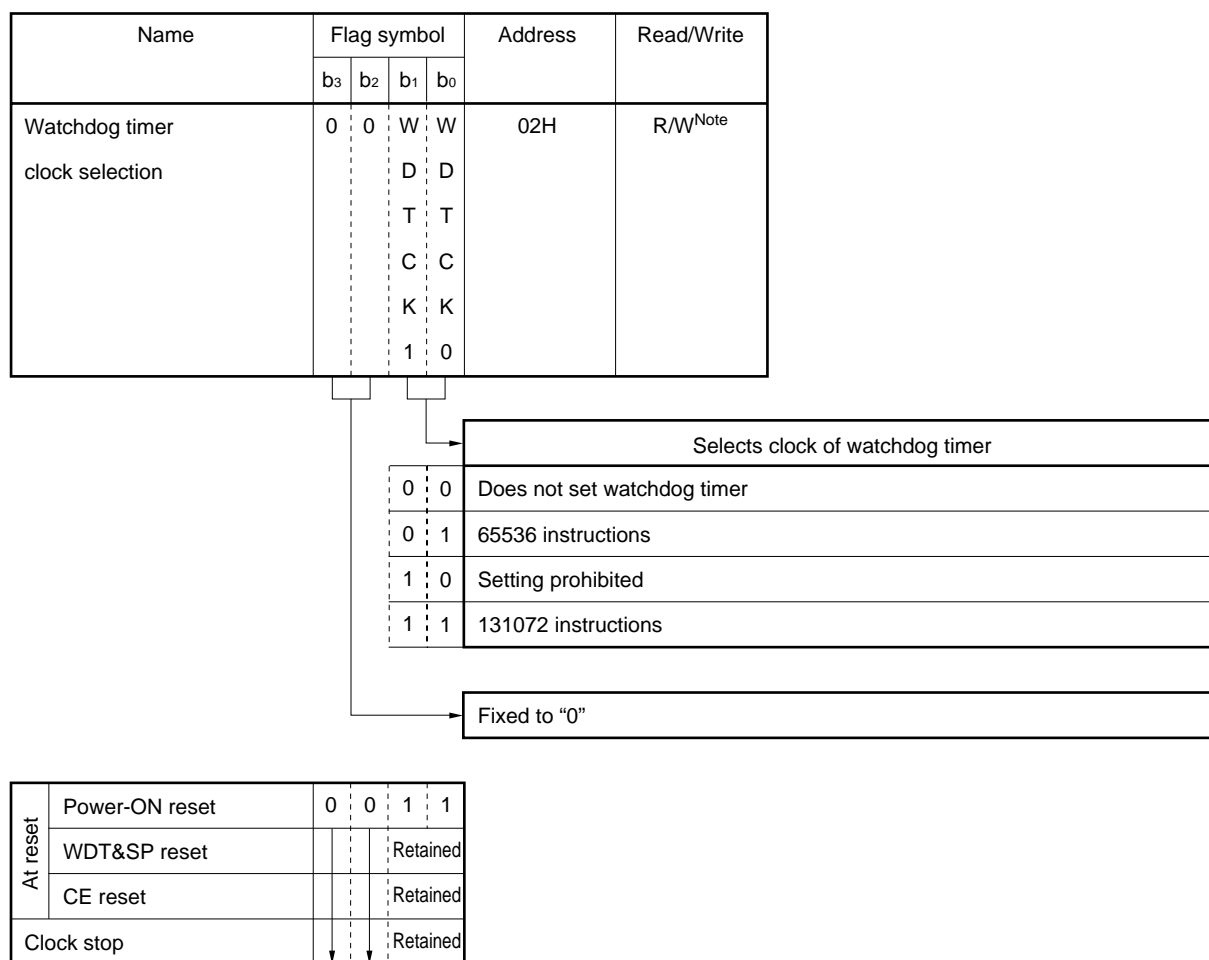 Name Flag symbol Address Read/Write
b3 b2 b1 b0
Watchdog timer 0 0 W W 02H R/WNote
clock selection D D
T T
C C
K K
1 0
Selects clock of watchdog timer
0 0 Does not set watchdog timer
0 1 65536 instructions
1 0 Setting prohibited
1 1 131072 instructions
Fixed to “0”
At reset
Power-ON reset 0 0 1 1
WDT&SP reset Retained
CE reset Retained
Clock stop Retained